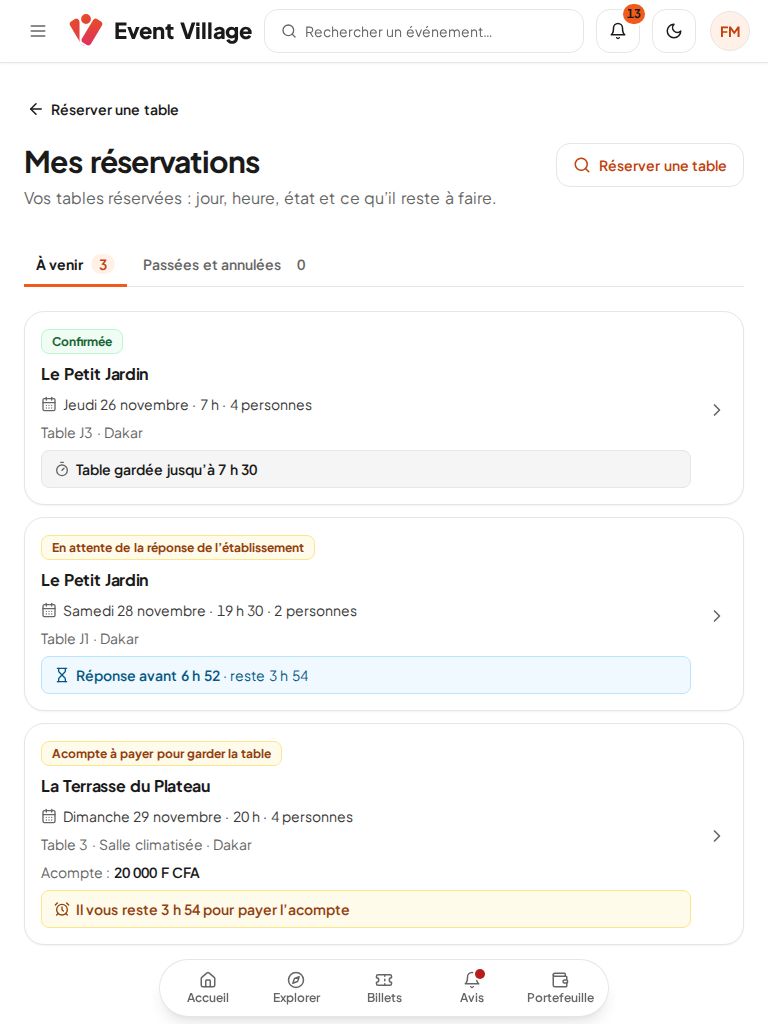 Event Village
Rechercher un événement…
13
FM
Réserver une table
Mes réservations
Réserver une table
Vos tables réservées : jour, heure, état et ce qu’il reste à faire.
À venir 3
Passées et annulées 0
Confirmée
Le Petit Jardin
Jeudi 26 novembre · 7 h · 4 personnes
Table J3 · Dakar
Table gardée jusqu’à 7 h 30
En attente de la réponse de l’établissement
Le Petit Jardin
Samedi 28 novembre · 19 h 30 · 2 personnes
Table J1 · Dakar
Réponse avant 6 h 52 · reste 3 h 54
Acompte à payer pour garder la table
La Terrasse du Plateau
Dimanche 29 novembre · 20 h · 4 personnes
Table 3 · Salle climatisée · Dakar
Acompte : 20 000 F CFA
Il vous reste 3 h 54 pour payer l’acompte
Accueil
Explorer
Billets
Avis
Portefeuille